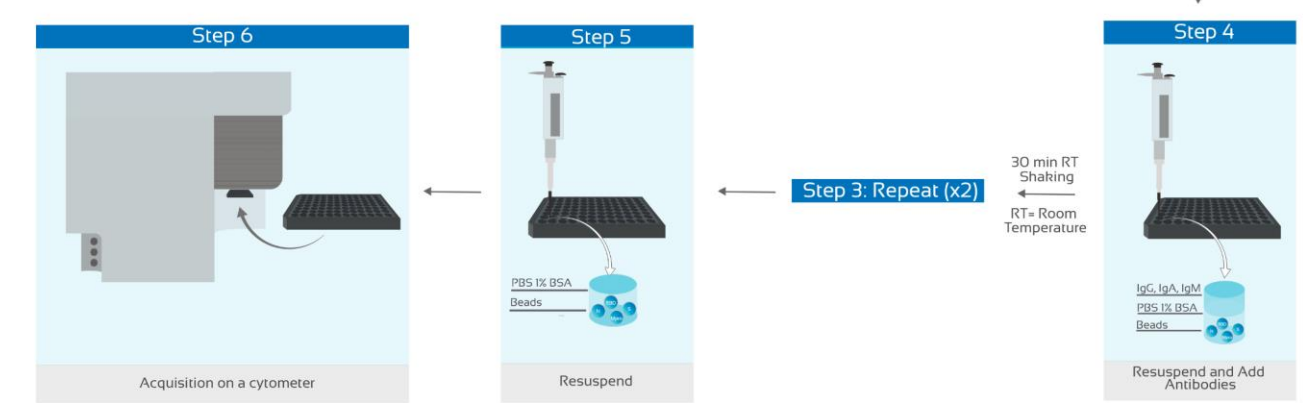 Step 6
Acquisition on a cytometer
Step 5
PBS 1% BSA
Beads
Resuspend
Step 3: Repeat (x2)
30 min RT
Shaking
RT= Room
Temperature
Step 4
IgG, IgA, IgM
PBS 1% BSA
Beads
Resuspend and Add
Antibodies